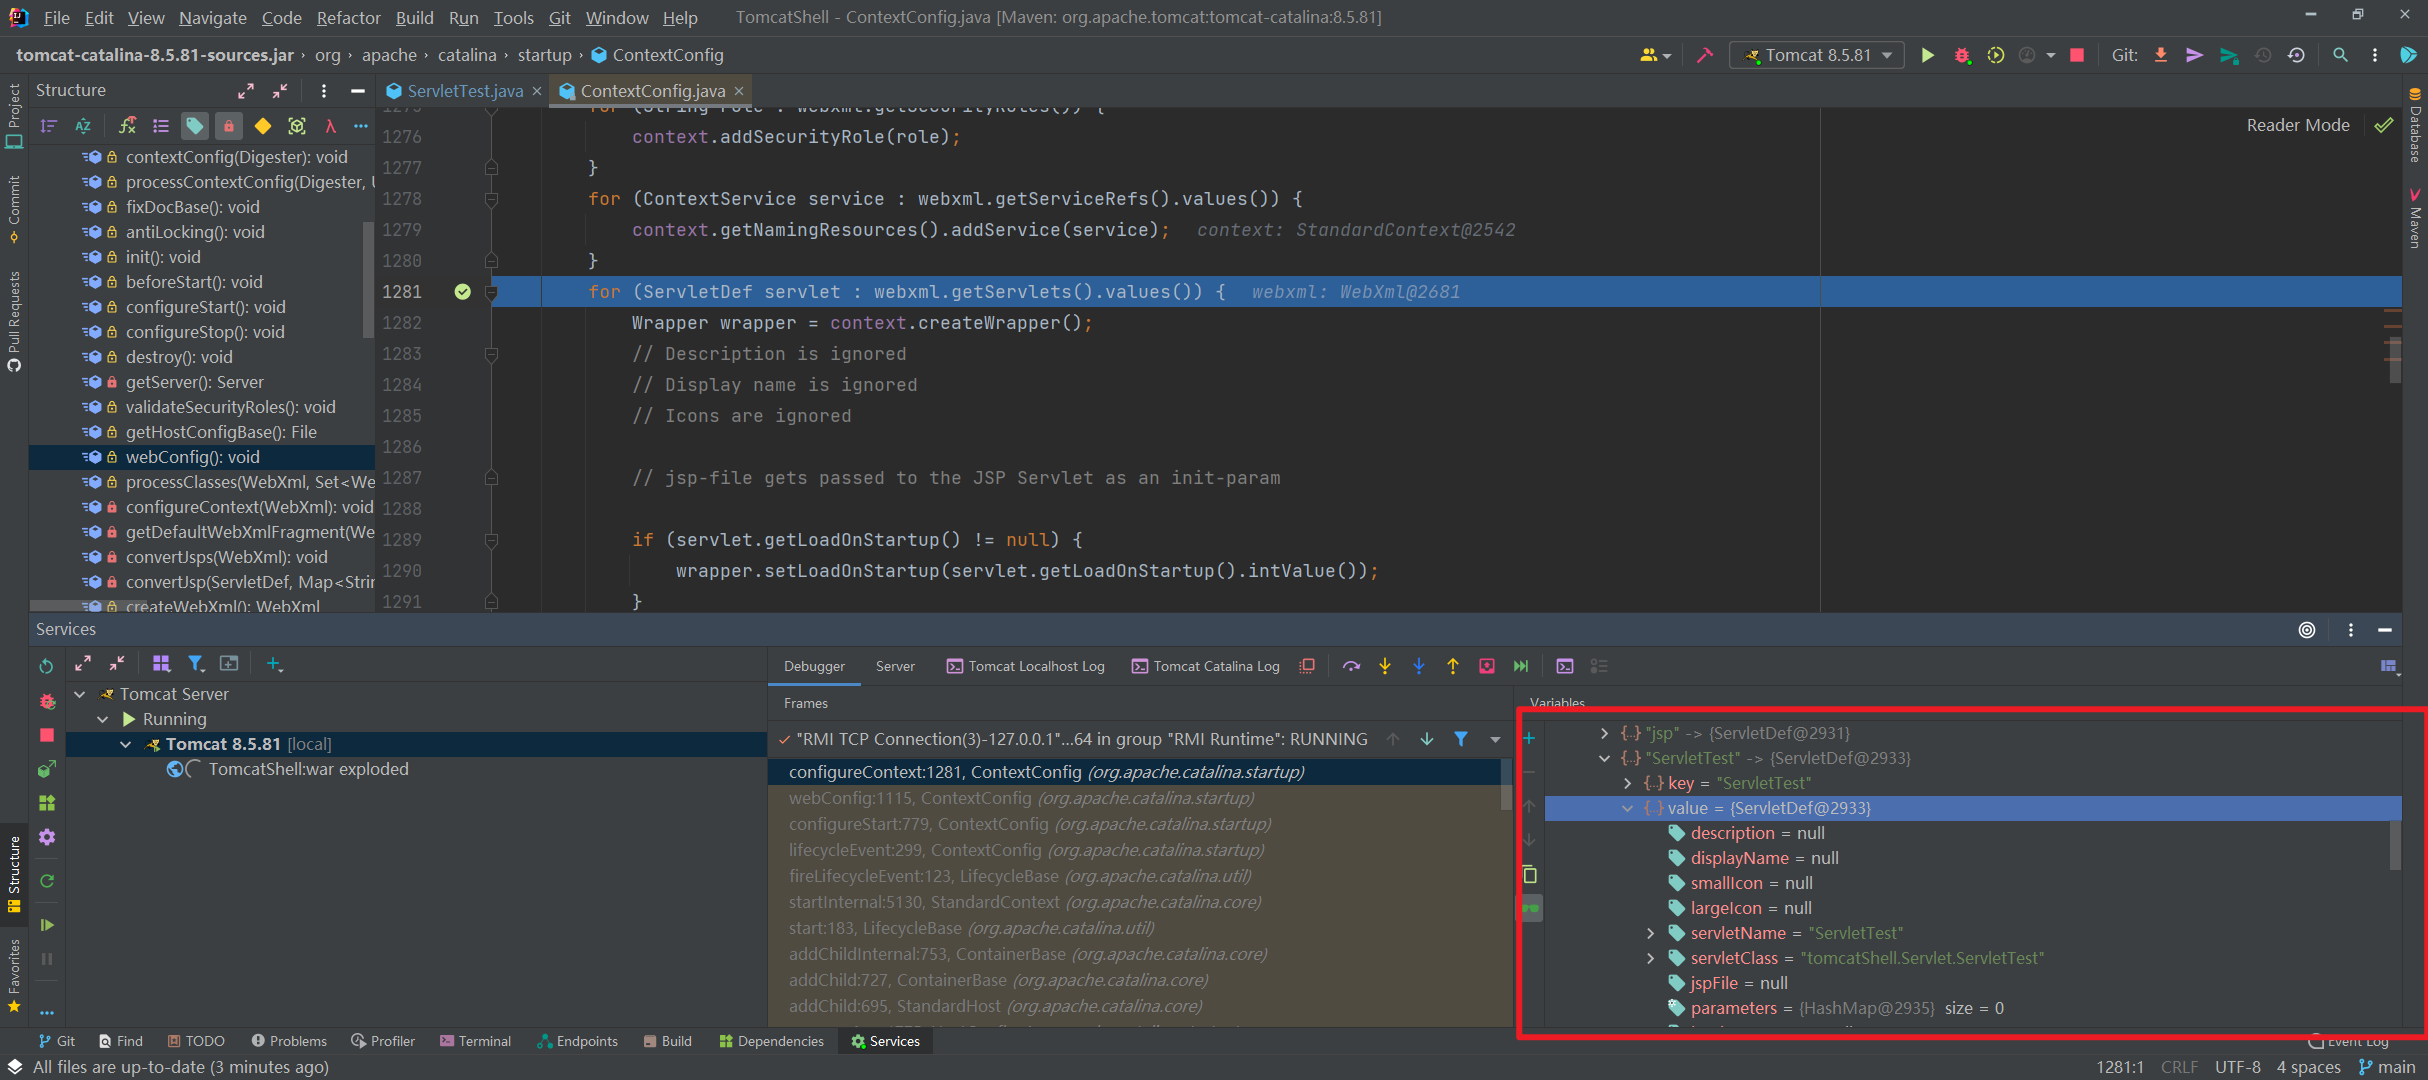 File Edit View Navigate Code Refactor Build Run Tools Git Window Help TomcatShell - ContextConfig.java [Maven: org.apache.tomcat:tomcat-catalina:8.5.81]
tomcat-catalina-8.5.81-sources.jar › org › apache › catalina › startup › ContextConfig
Tomcat 8.5.81
Git:
Project
Commit
Pull Requests
Structure
Favorites
Structure
contextConfig(Digester): void
processContextConfig(Digester, U
fixDocBase(): void
antiLocking(): void
init(): void
beforeStart(): void
configureStart(): void
configureStop(): void
destroy(): void
getServer(): Server
validateSecurityRoles(): void
getHostConfigBase(): File
webConfig(): void
processClasses(WebXml, Set<We
configureContext(WebXml): void
getDefaultWebXmlFragment(We
convertJsps(WebXml): void
convertJsp(ServletDef, Map<Strin
createWebXml(): WebXml
ServletTest.java ContextConfig.java
Reader Mode
1275 for (String role : webxml.getSecurityRoles()) {
1276 context.addSecurityRole(role);
1277 }
1278 for (ContextService service : webxml.getServiceRefs().values()) {
1279 context.getNamingResources().addService(service); context: StandardContext@2542
1280 }
1281 for (ServletDef servlet : webxml.getServlets().values()) { webxml: WebXml@2681
1282 Wrapper wrapper = context.createWrapper();
1283 // Description is ignored
1284 // Display name is ignored
1285 // Icons are ignored
1286
1287 // jsp-file gets passed to the JSP Servlet as an init-param
1288
1289 if (servlet.getLoadOnStartup() != null) {
1290 wrapper.setLoadOnStartup(servlet.getLoadOnStartup().intValue());
1291 }
Database
Maven
Services
Tomcat Server
Running
Tomcat 8.5.81 [local]
TomcatShell:war exploded
Debugger Server Tomcat Localhost Log Tomcat Catalina Log
Frames
"RMI TCP Connection(3)-127.0.0.1"...64 in group "RMI Runtime": RUNNING
configureContext:1281, ContextConfig (org.apache.catalina.startup)
webConfig:1115, ContextConfig (org.apache.catalina.startup)
configureStart:779, ContextConfig (org.apache.catalina.startup)
lifecycleEvent:299, ContextConfig (org.apache.catalina.startup)
fireLifecycleEvent:123, LifecycleBase (org.apache.catalina.util)
startInternal:5130, StandardContext (org.apache.catalina.core)
start:183, LifecycleBase (org.apache.catalina.util)
addChildInternal:753, ContainerBase (org.apache.catalina.core)
addChild:727, ContainerBase (org.apache.catalina.core)
addChild:695, StandardHost (org.apache.catalina.core)
Variables
"jsp" -> {ServletDef@2931}
"ServletTest" -> {ServletDef@2933}
key = "ServletTest"
value = {ServletDef@2933}
description = null
displayName = null
smallIcon = null
largeIcon = null
servletName = "ServletTest"
servletClass = "tomcatShell.Servlet.ServletTest"
jspFile = null
parameters = {HashMap@2935} size = 0
Git Find TODO Problems Profiler Terminal Endpoints Build Dependencies Services Event Log
All files are up-to-date (3 minutes ago) 1281:1 CRLF UTF-8 4 spaces main